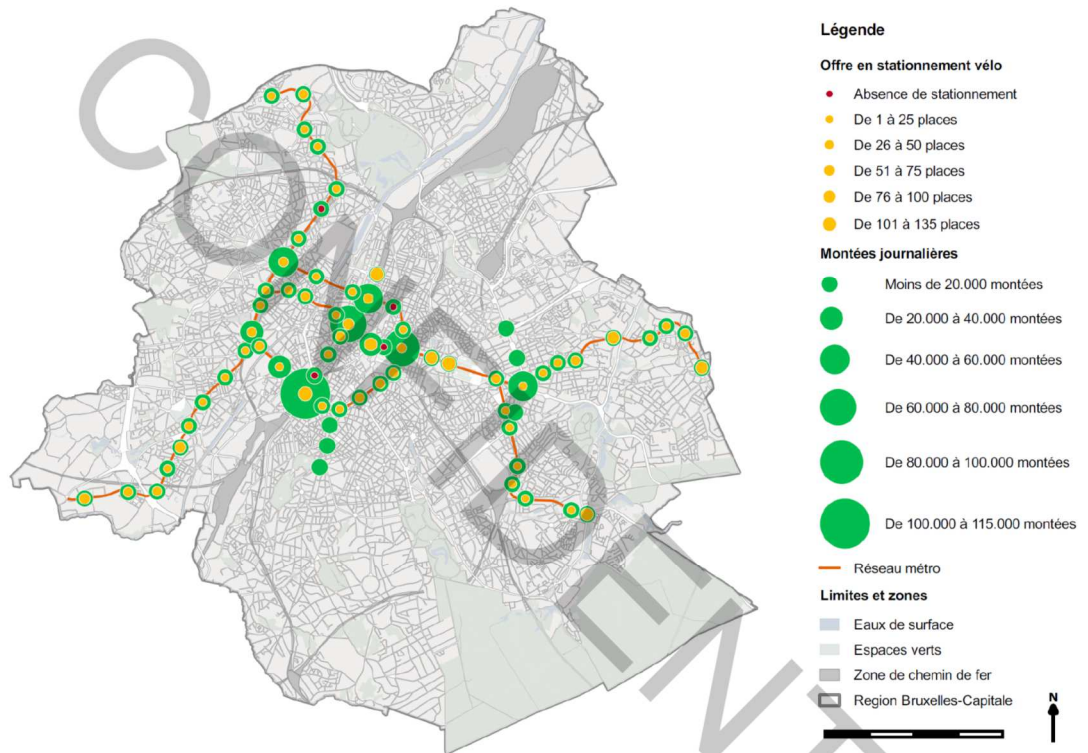 Légende
Offre en stationnement vélo
Absence de stationnement
De 1 à 25 places
De 26 à 50 places
De 51 à 75 places
De 76 à 100 places
De 101 à 135 places
Montées journalières
Moins de 20.000 montées
De 20.000 à 40.000 montées
De 40.000 à 60.000 montées
De 60.000 à 80.000 montées
De 80.000 à 100.000 montées
De 100.000 à 115.000 montées
Réseau métro
Limites et zones
Eaux de surface
Espaces verts
Zone de chemin de fer
Region Bruxelles-Capitale
N